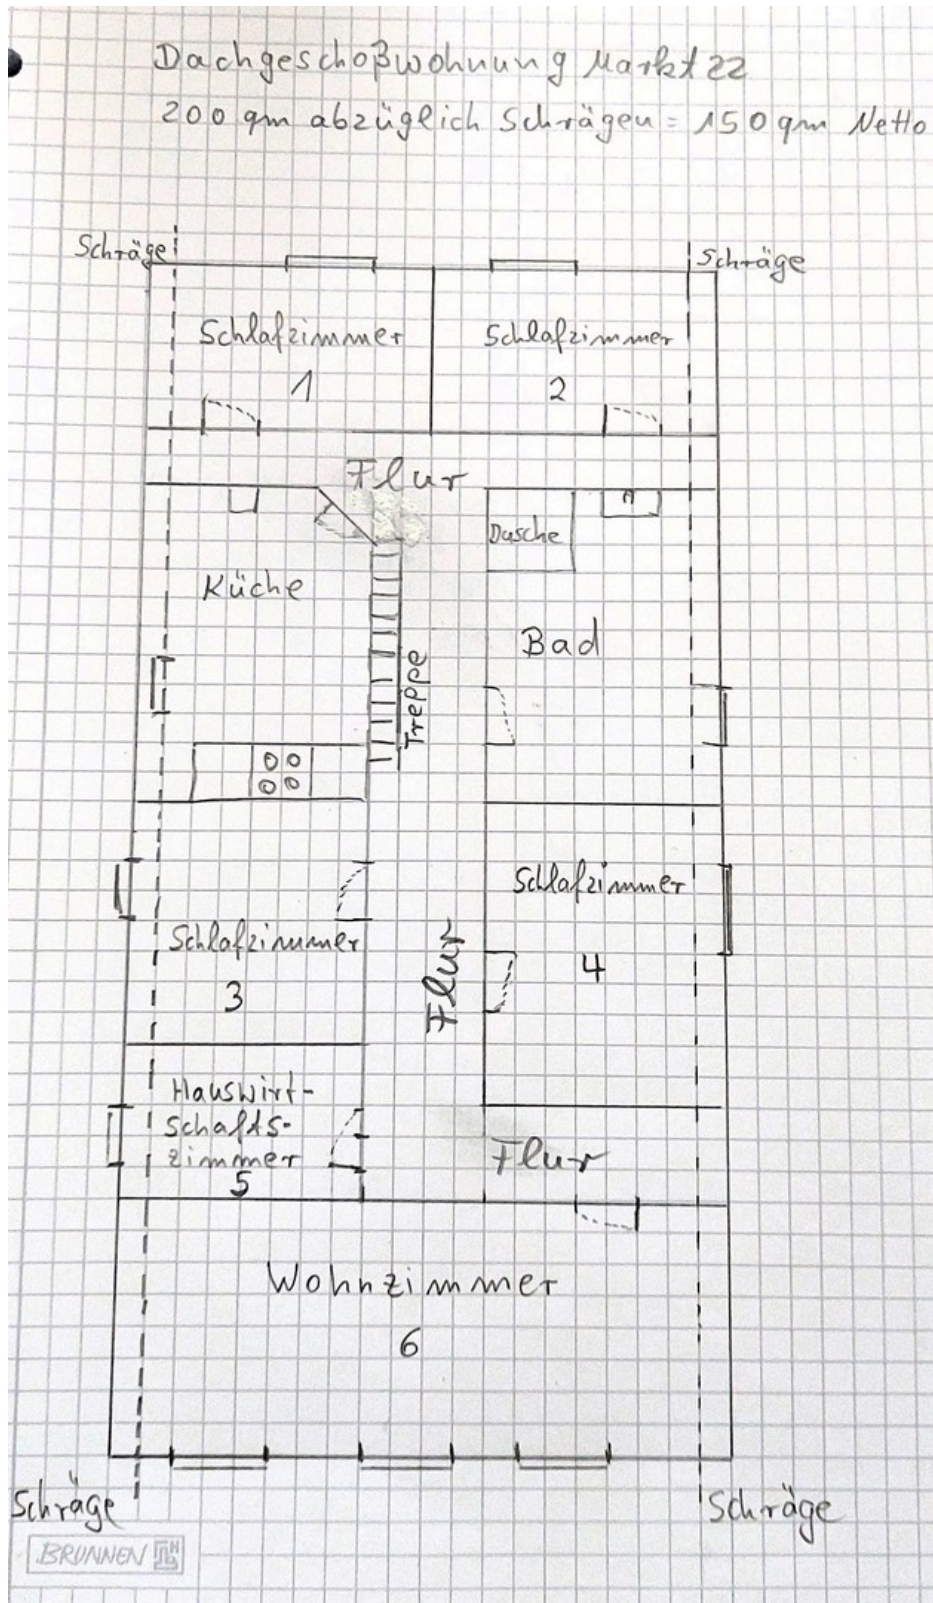 Dachgeschoßwohnung Markt 22
200 qm abzüglich Schrägen = 150 qm Netto
Schräge
Schräge
Schlafzimmer
1
Schlafzimmer
2
Flur
Dusche
Küche
Bad
Treppe
Schlafzimmer
3
Schlafzimmer
4
Flur
Hauswirt-
schafts-
zimmer
5
Flur
Wohnzimmer
6
Schräge
Schräge
BRUNNEN